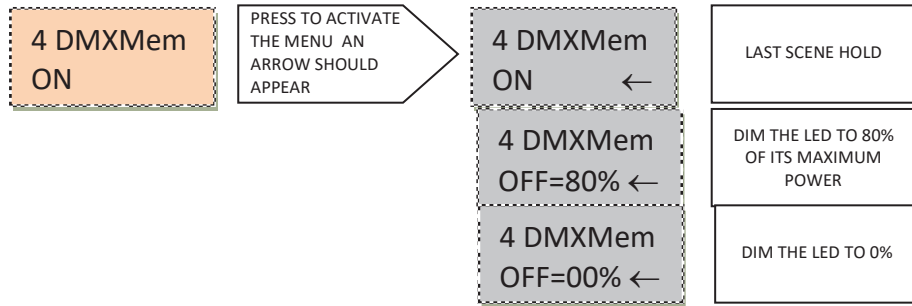 4 DMXMem
ON
PRESS TO ACTIVATE
THE MENU AN
ARROW SHOULD
APPEAR
4 DMXMem
ON ←
LAST SCENE HOLD
4 DMXMem
OFF=80% ←
DIM THE LED TO 80%
OF ITS MAXIMUM
POWER
4 DMXMem
OFF=00% ←
DIM THE LED TO 0%